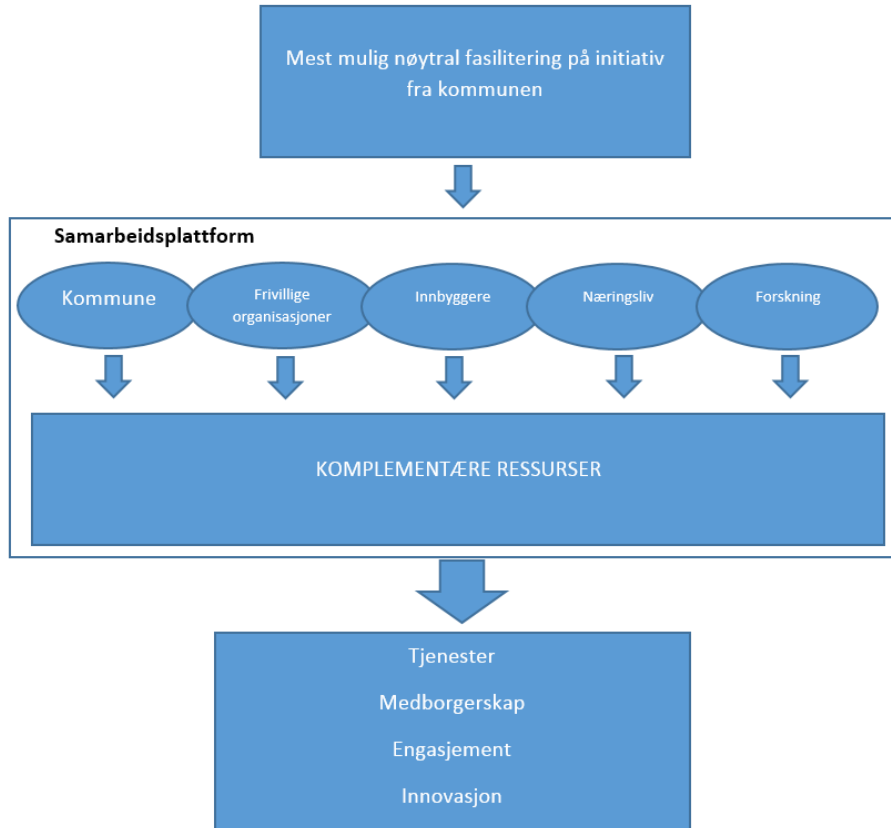 Mest mulig nøytral fasilitering på initiativ
fra kommunen
Samarbeidsplattform
Kommune
Frivillige
organisasjoner
Innbyggere
Næringsliv
Forskning
KOMPLEMENTÆRE RESSURSER
Tjenester
Medborgerskap
Engasjement
Innovasjon